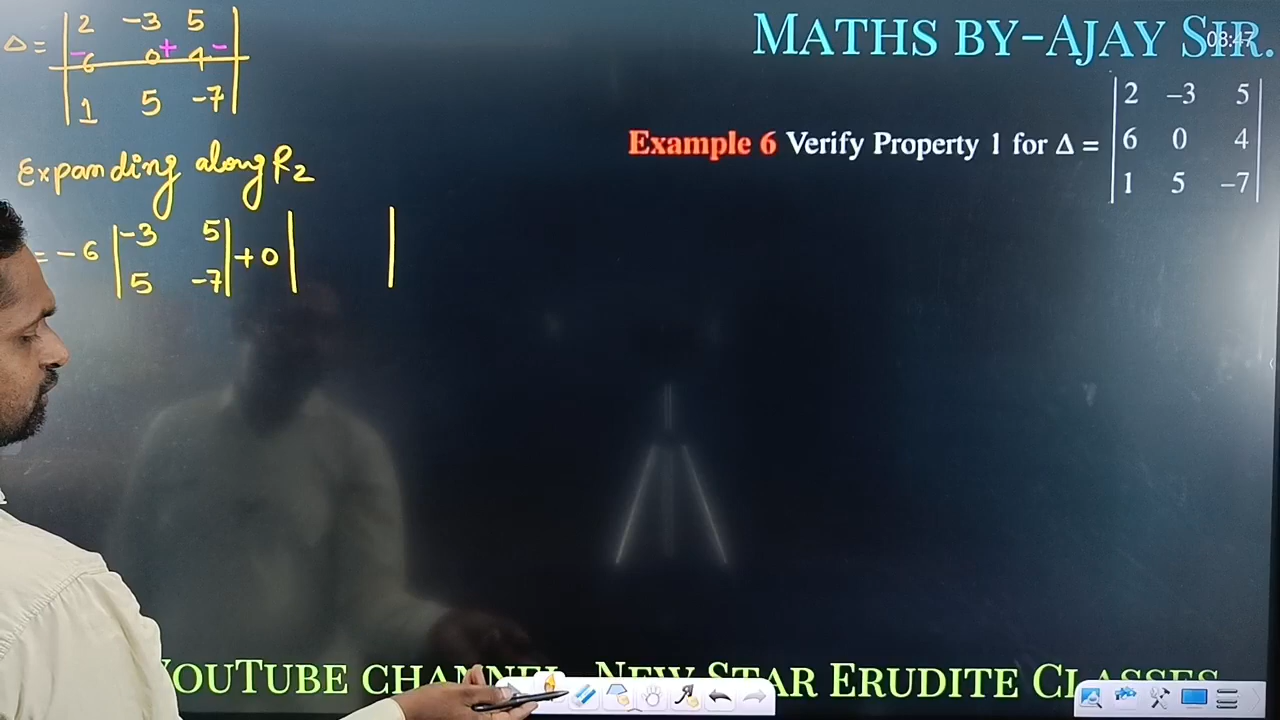 MATHS BY-AJAY SIR.
08:47
Example 6 Verify Property 1 for Δ = | 2 –3 5 |
| 6 0 4 |
| 1 5 –7 |
Δ = | 2 -3 5 |
- + -
| 6 0 4 |
| 1 5 -7 |
Expanding along R2
= -6 | -3 5 | + 0 | |
| 5 -7 |
YOUTUBE CHANNEL NEW STAR ERUDITE CLASSES